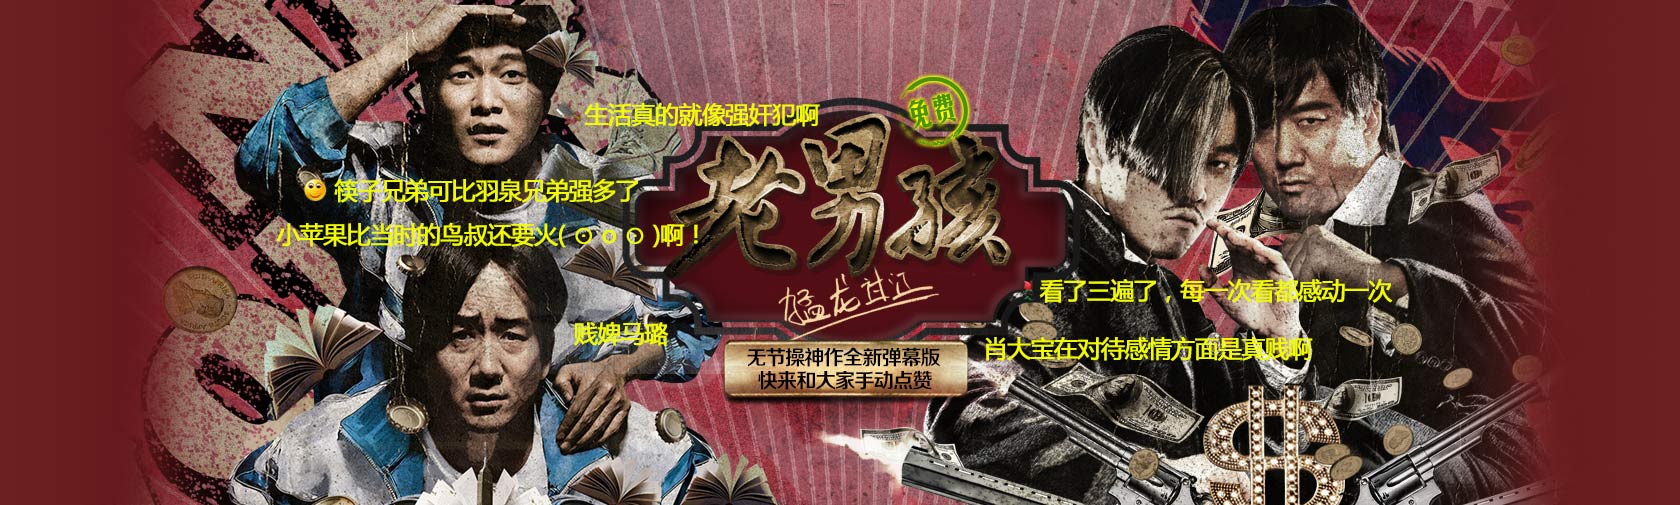 免费
生活真的就像强奸犯啊
老男孩
筷子兄弟可比羽泉兄弟强多了
小苹果比当时的鸟叔还要火( ⊙ o ⊙ )啊！
猛龙过江
看了三遍了，每一次看都感动一次
贱婢马璐
肖大宝在对待感情方面是真贱啊
无节操神作全新弹幕版
快来和大家手动点赞